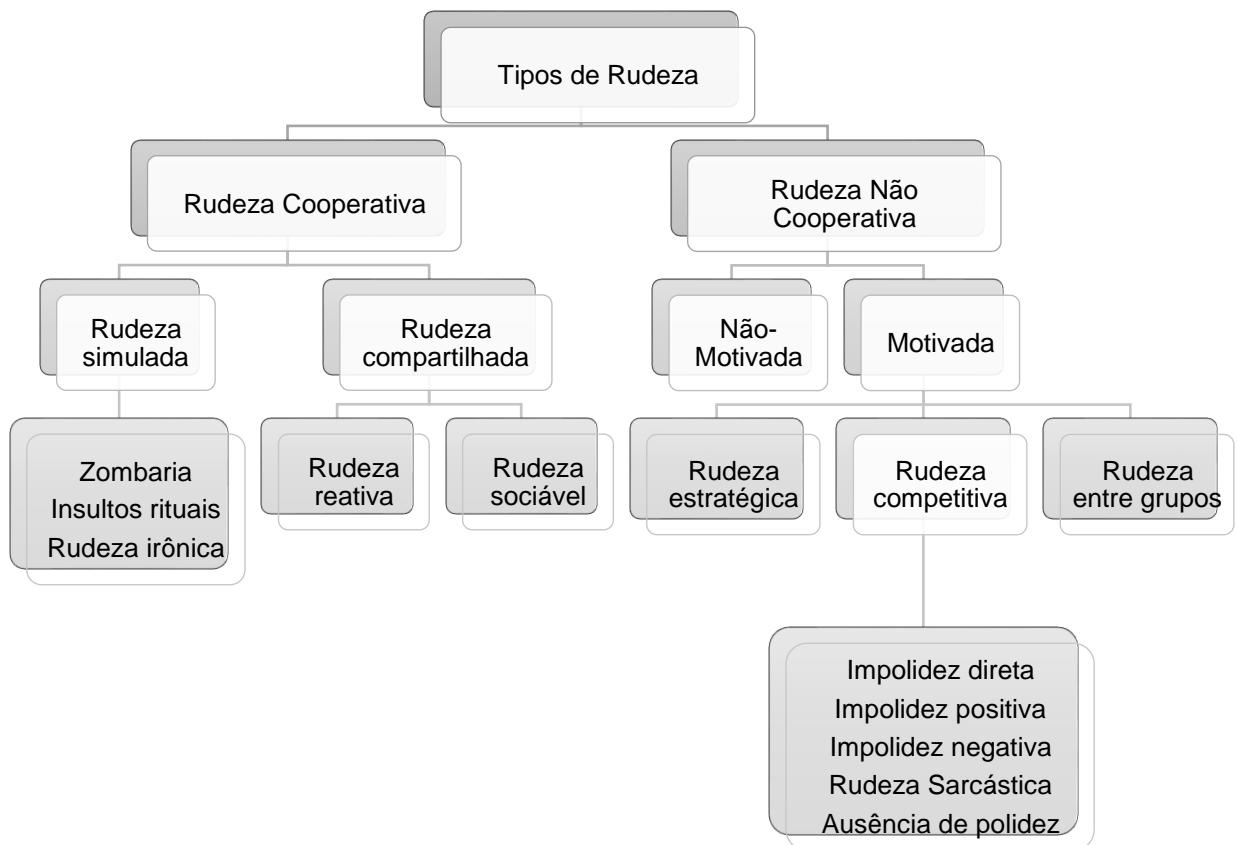 Tipos de Rudeza
Rudeza Cooperativa
Rudeza Não
Cooperativa
Rudeza
simulada
Rudeza
compartilhada
Não-
Motivada
Motivada
Zombaria
Insultos rituais
Rudeza irônica
Rudeza
reativa
Rudeza
sociável
Rudeza
estratégica
Rudeza
competitiva
Rudeza
entre grupos
Impolidez direta
Impolidez positiva
Impolidez negativa
Rudeza Sarcástica
Ausência de polidez